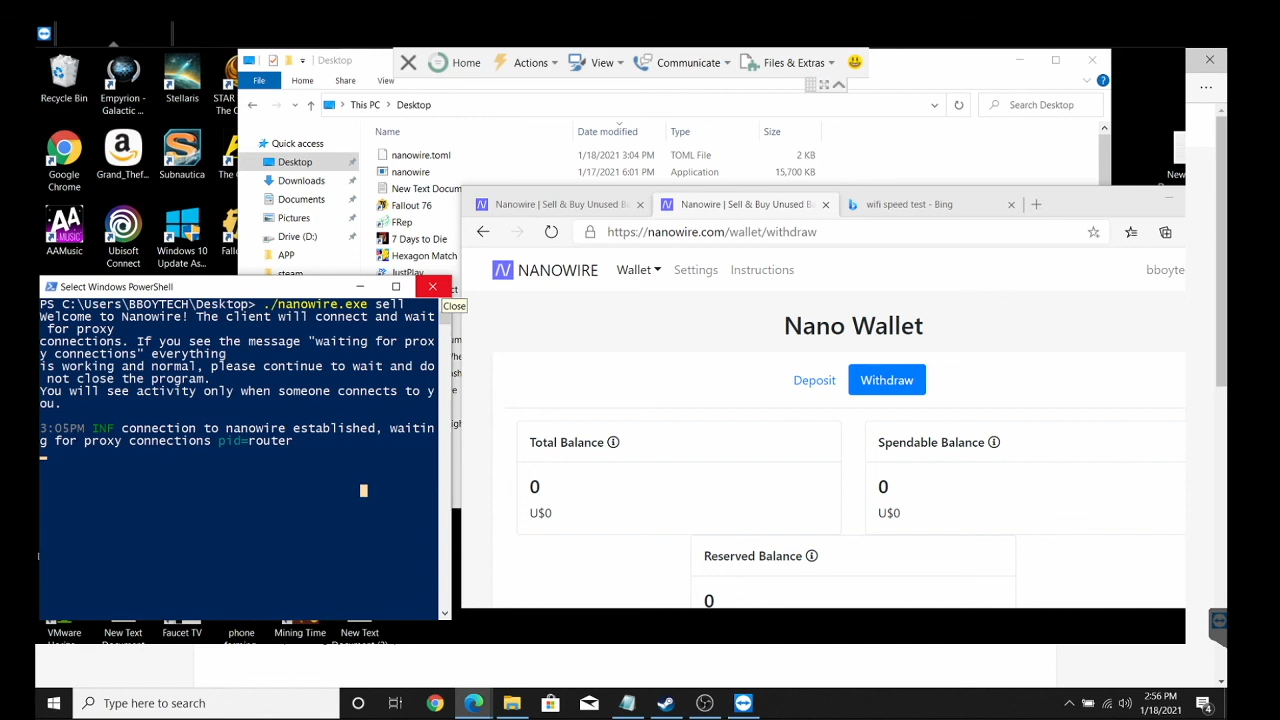 Desktop
Home
Actions
View
Communicate
Files & Extras
File
Home
Share
View
This PC
Desktop
Search Desktop
Recycle Bin
Empyrion - Galactic ...
Stellaris
Name
Date modified
Type
Size
Quick access
Desktop
Downloads
Documents
Pictures
Drive (D:)
APP
steam
nanowire.toml
1/18/2021 3:04 PM
TOML File
2 KB
nanowire
1/17/2021 6:01 PM
Application
15,700 KB
New Text Docum
Fallout 76
FRep
7 Days to Die
Hexagon Match
JustPlay
Google Chrome
Grand_Thef...
Subnautica
AAMusic
Ubisoft Connect
Windows 10 Update As...
Nanowire | Sell & Buy Unused B
Nanowire | Sell & Buy Unused B
wifi speed test - Bing
https://nanowire.com/wallet/withdraw
NANOWIRE
Wallet
Settings
Instructions
bboyte
Nano Wallet
Deposit
Withdraw
Total Balance
0
U$0
Spendable Balance
0
U$0
Reserved Balance
0
Select Windows PowerShell
Close
PS C:\Users\BBOYTECH\Desktop> ./nanowire.exe sell
Welcome to Nanowire! The client will connect and wait
 for proxy
connections. If you see the message "waiting for prox
y connections" everything
is working and normal, please continue to wait and do
 not close the program.
You will see activity only when someone connects to y
ou.
3:05PM INF connection to nanowire established, waitin
g for proxy connections pid=router
VMware
New Text
Faucet TV
phone
Mining Time
New Text
New
Type here to search
2:56 PM
1/18/2021
4